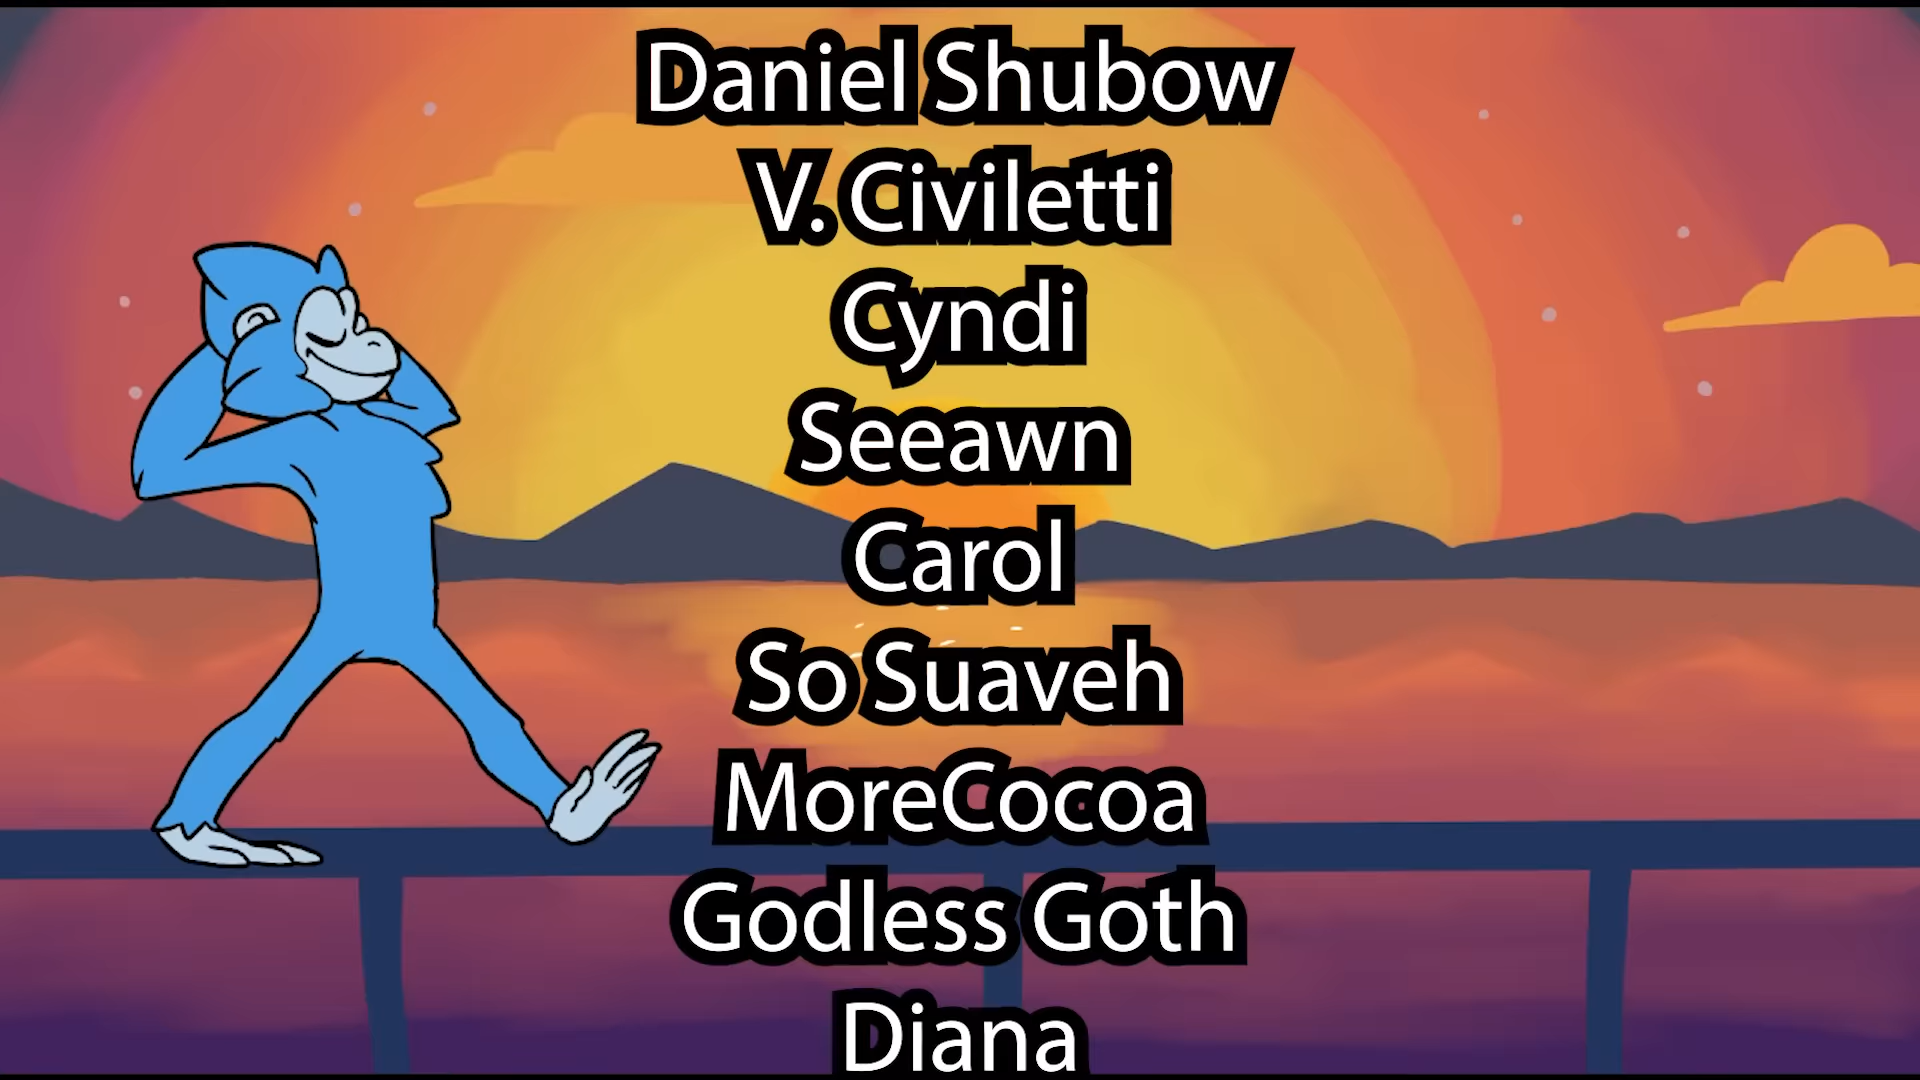 Daniel Shubow
V. Civiletti
Cyndi
Seeawn
Carol
So Suaveh
MoreCocoa
Godless Goth
Diana